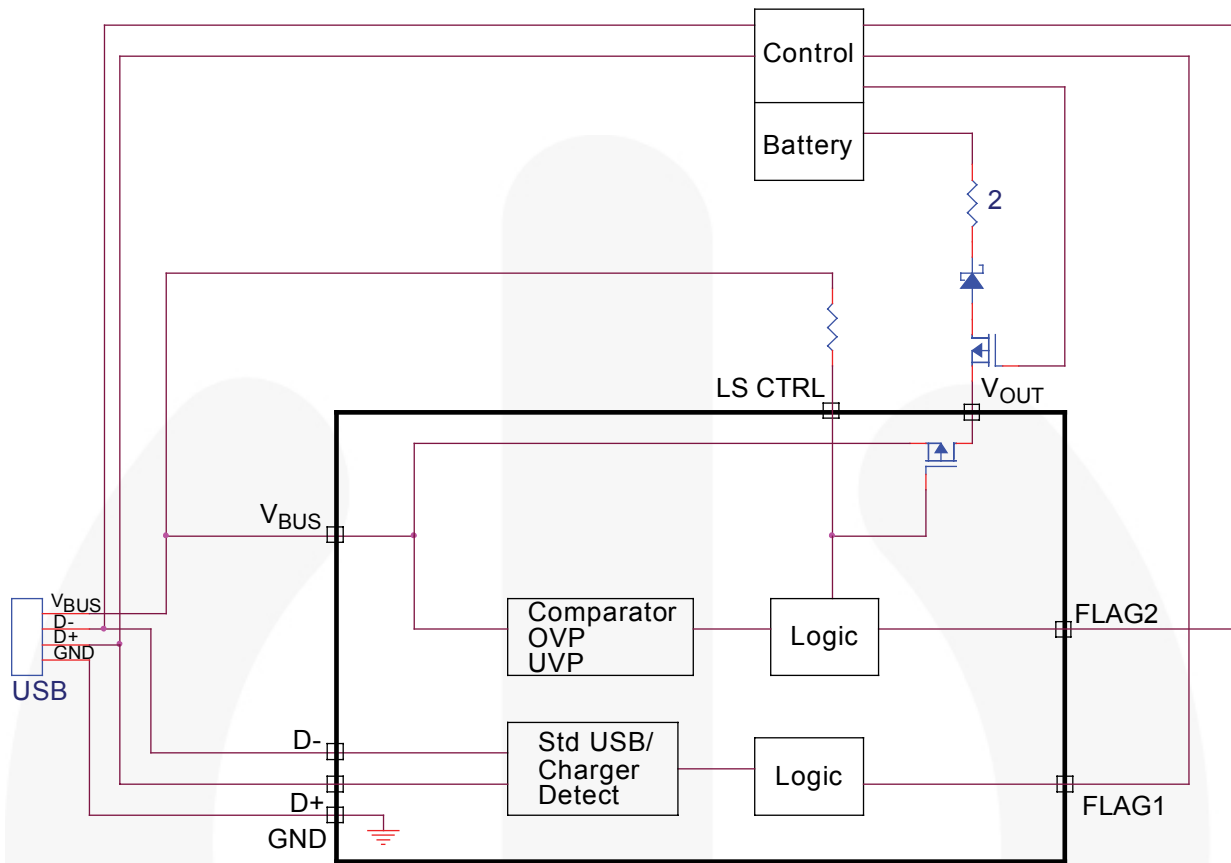 Control
Battery
2
LS CTRL
VOUT
VBUS
VBUS
D-
D+
GND
USB
Comparator
OVP
UVP
Logic
FLAG2
D-
D+
GND
Std USB/
Charger
Detect
Logic
FLAG1